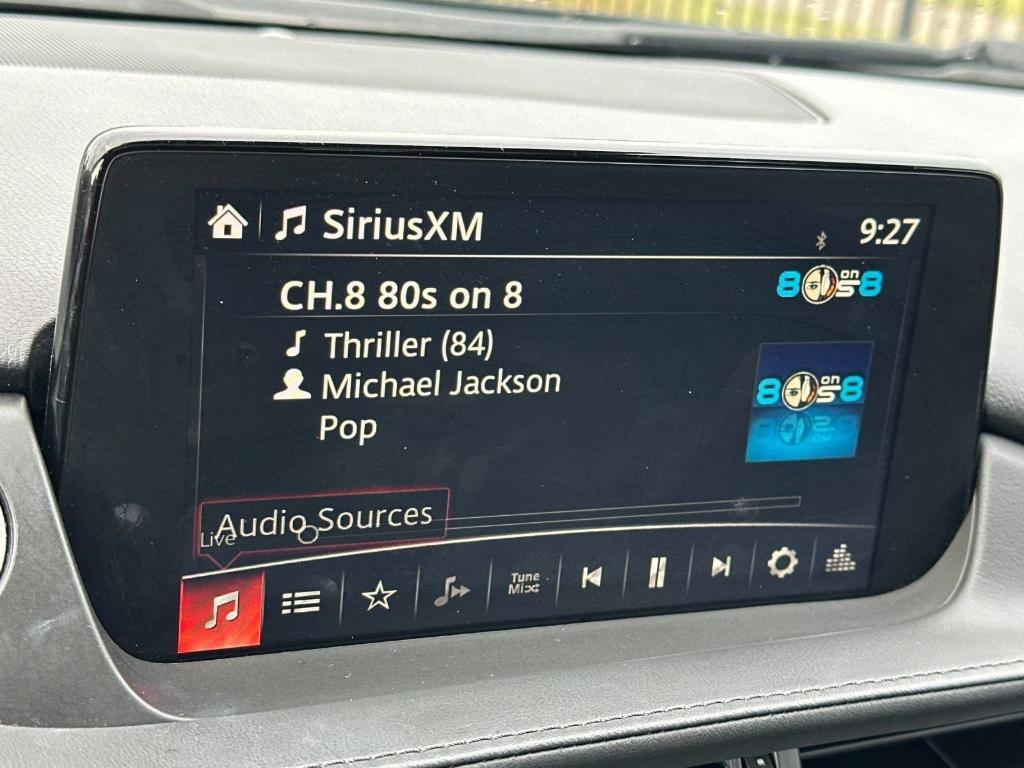 SiriusXM
9:27
CH.8 80s on 8
80s on 8
Thriller (84)
Michael Jackson
Pop
80s on 8
Audio Sources
Live
Tune
Mix